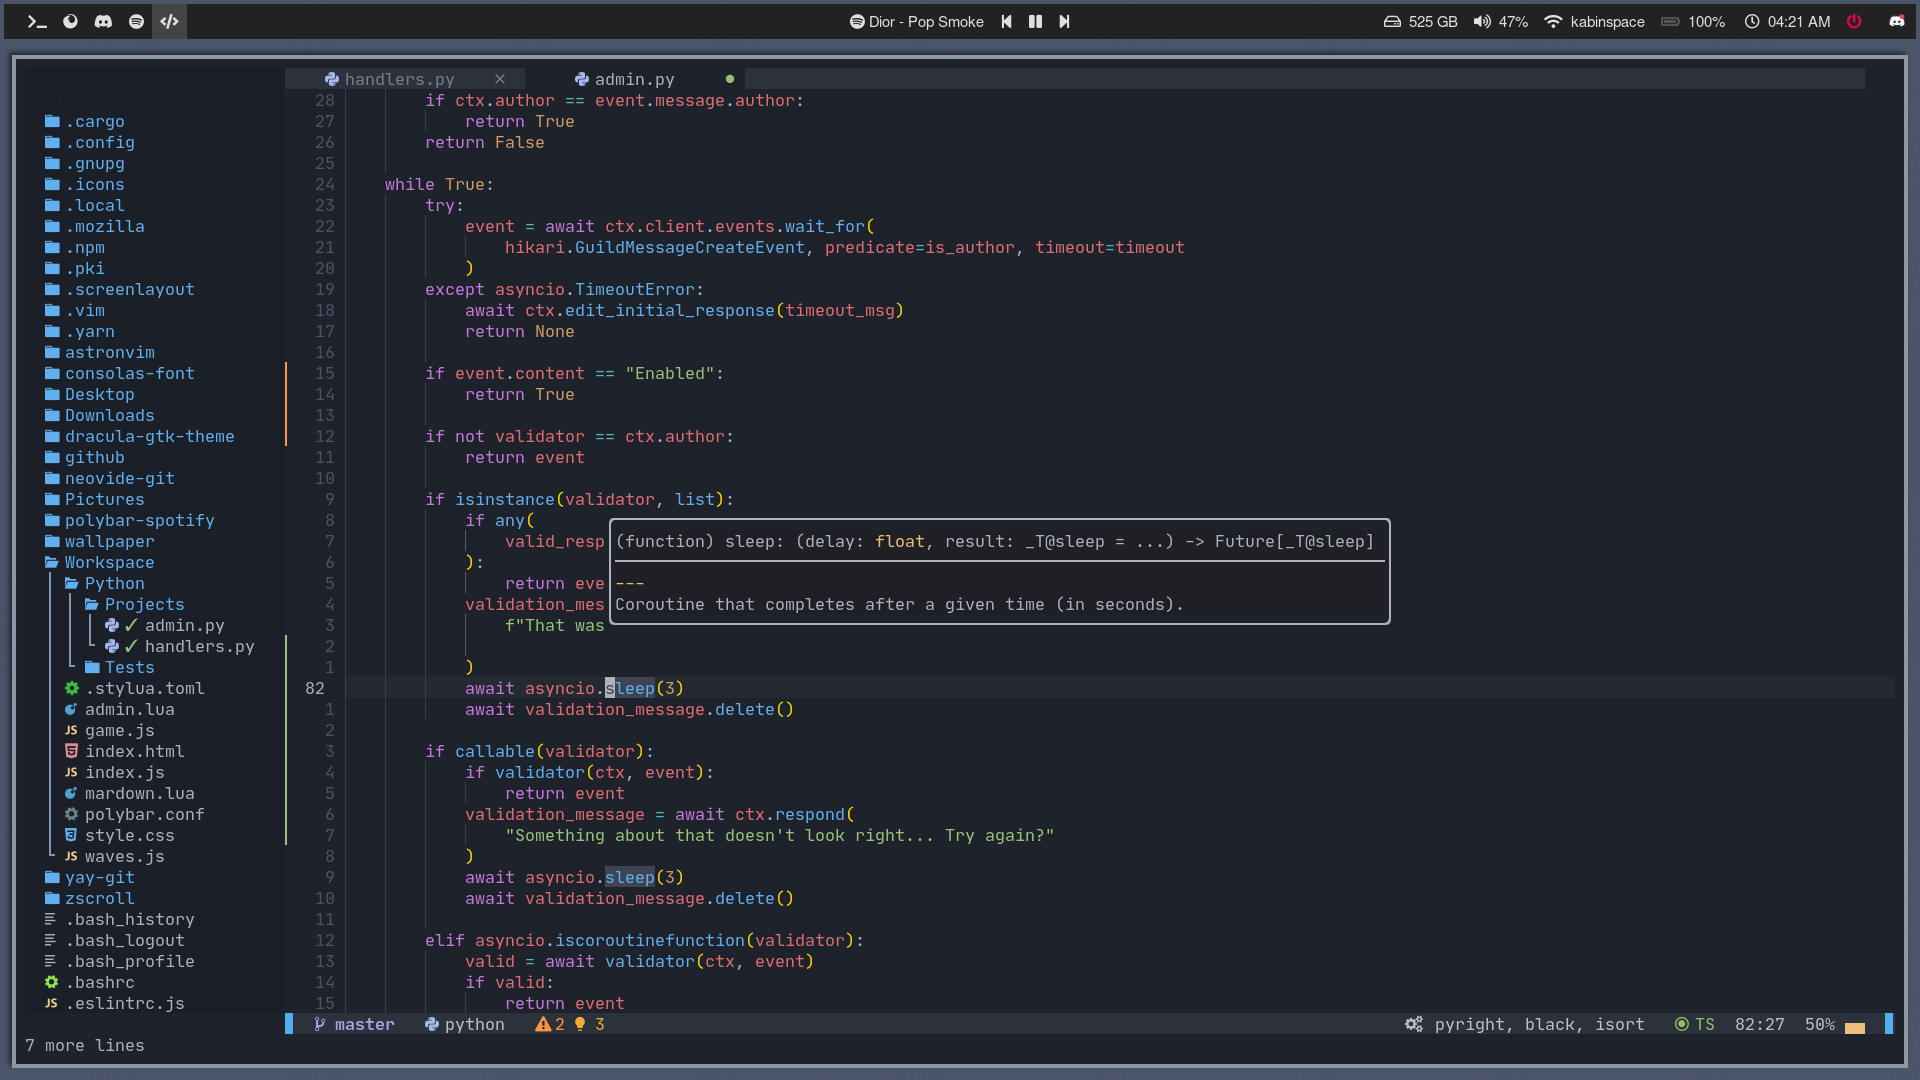 Dior - Pop Smoke
525 GB 47% kabinspace 100% 04:21 AM
handlers.py × admin.py
.cargo
.config
.gnupg
.icons
.local
.mozilla
.npm
.pki
.screenlayout
.vim
.yarn
astronvim
consolas-font
Desktop
Downloads
dracula-gtk-theme
github
neovide-git
Pictures
polybar-spotify
wallpaper
Workspace
Python
Projects
admin.py
handlers.py
Tests
.stylua.toml
admin.lua
JS game.js
index.html
JS index.js
mardown.lua
polybar.conf
style.css
JS waves.js
yay-git
zscroll
.bash_history
.bash_logout
.bash_profile
.bashrc
JS .eslintrc.js
28 if ctx.author == event.message.author:
27 return True
26 return False
25
24 while True:
23 try:
22 event = await ctx.client.events.wait_for(
21 hikari.GuildMessageCreateEvent, predicate=is_author, timeout=timeout
20 )
19 except asyncio.TimeoutError:
18 await ctx.edit_initial_response(timeout_msg)
17 return None
16
15 if event.content == "Enabled":
14 return True
13
12 if not validator == ctx.author:
11 return event
10
9 if isinstance(validator, list):
8 if any(
7 valid_resp
6 ):
5 return eve
4 validation_mes
3 f"That was
2
1 )
82 await asyncio.sleep(3)
1 await validation_message.delete()
2
3 if callable(validator):
4 if validator(ctx, event):
5 return event
6 validation_message = await ctx.respond(
7 "Something about that doesn't look right... Try again?"
8 )
9 await asyncio.sleep(3)
10 await validation_message.delete()
11
12 elif asyncio.iscoroutinefunction(validator):
13 valid = await validator(ctx, event)
14 if valid:
15 return event
(function) sleep: (delay: float, result: _T@sleep = ...) -> Future[_T@sleep]
---
Coroutine that completes after a given time (in seconds).
master python 2 3 pyright, black, isort TS 82:27 50%
7 more lines